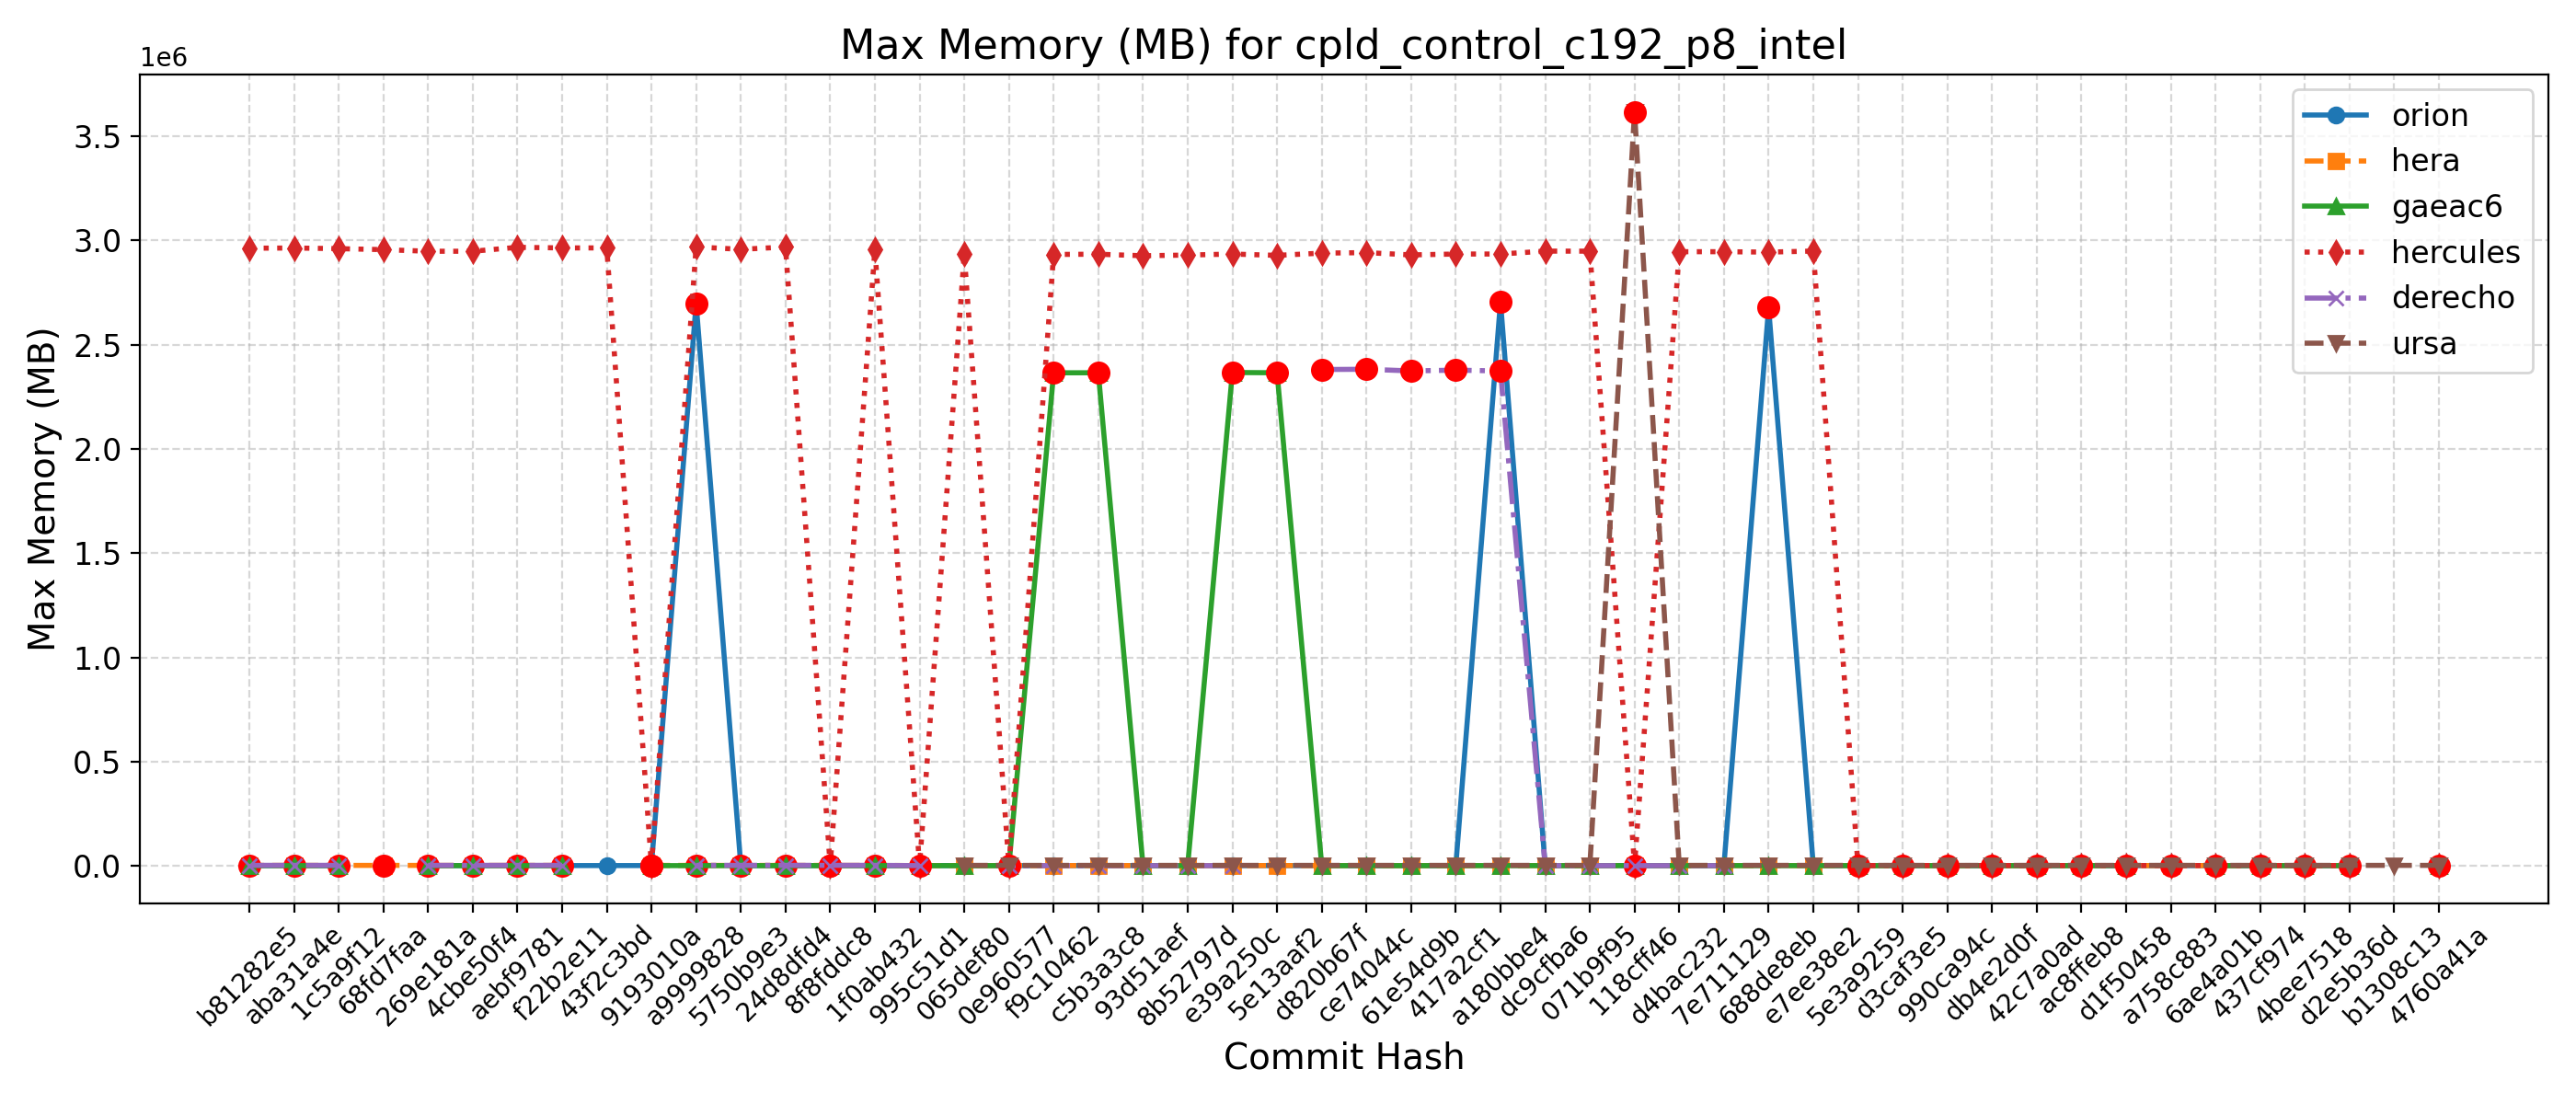 Max Memory (MB) for cpld_control_c192_p8_intel
1e6
3.5
3.0
2.5
2.0
1.5
1.0
0.5
0.0
Max Memory (MB)
orion
hera
gaeac6
hercules
derecho
ursa
b81282e5
aba31a4e
1c5a9f12
68fd7faa
269e181a
4cbe50f4
aebf9781
f22b2e11
43f2c3bd
9193010a
a9999828
5750b9e3
24d8dfd4
8f8fddc8
1f0ab432
995c51d1
065def80
0e960577
f9c10462
c5b3a3c8
93d51aef
8b52797d
e39a250c
5e13aaf2
d820b67f
ce74044c
61e54d9b
417a2cf1
a180bbe4
dc9cfba6
071b9f95
118cff46
d4bac232
7e711129
688de8eb
e7ee38e2
5e3a9259
d3caf3e5
990ca94c
db4e2d0f
42c7a0ad
ac8ffeb8
d1f50458
a758c883
6ae4a01b
437cf974
4bee7518
d2e5b36d
b1308c13
4760a41a
Commit Hash